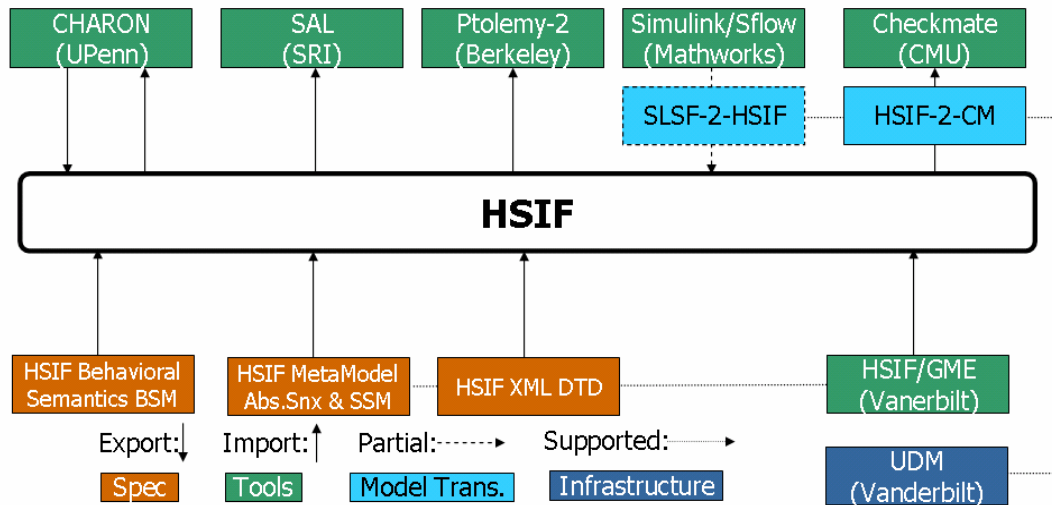 CHARON
(UPenn)
SAL
(SRI)
Ptolemy-2
(Berkeley)
Simulink/Sflow
(Mathworks)
Checkmate
(CMU)
SLSF-2-HSIF
HSIF-2-CM
HSIF
HSIF Behavioral
Semantics BSM
HSIF MetaModel
Abs.Snx & SSM
HSIF XML DTD
HSIF/GME
(Vanerbilt)
Export:
Import:
Partial:
Supported:
Spec
Tools
Model Trans.
Infrastructure
UDM
(Vanderbilt)